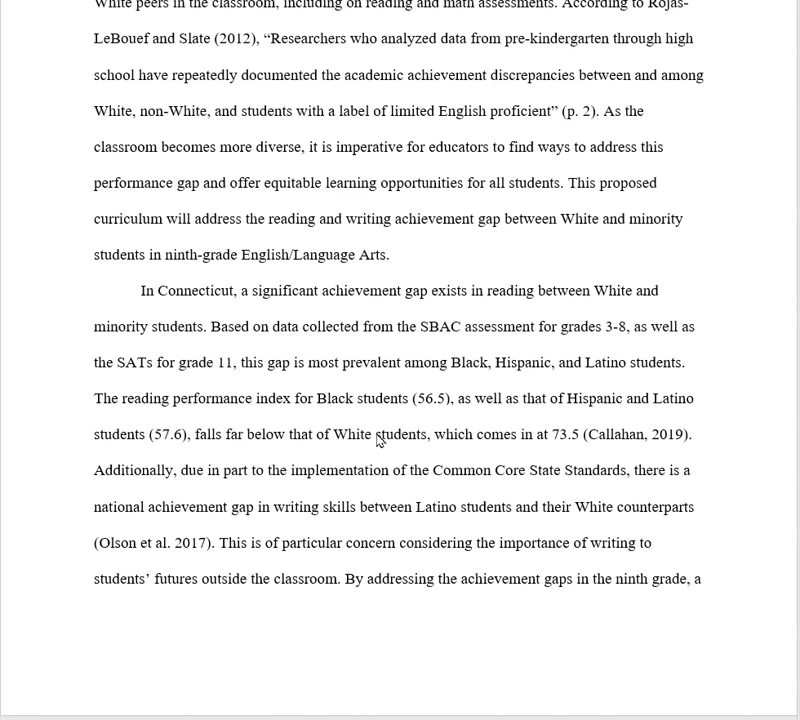 White peers in the classroom, including on reading and math assessments. According to Rojas-
LeBouef and Slate (2012), “Researchers who analyzed data from pre-kindergarten through high
school have repeatedly documented the academic achievement discrepancies between and among
White, non-White, and students with a label of limited English proficient” (p. 2). As the
classroom becomes more diverse, it is imperative for educators to find ways to address this
performance gap and offer equitable learning opportunities for all students. This proposed
curriculum will address the reading and writing achievement gap between White and minority
students in ninth-grade English/Language Arts.
In Connecticut, a significant achievement gap exists in reading between White and
minority students. Based on data collected from the SBAC assessment for grades 3-8, as well as
the SATs for grade 11, this gap is most prevalent among Black, Hispanic, and Latino students.
The reading performance index for Black students (56.5), as well as that of Hispanic and Latino
students (57.6), falls far below that of White students, which comes in at 73.5 (Callahan, 2019).
Additionally, due in part to the implementation of the Common Core State Standards, there is a
national achievement gap in writing skills between Latino students and their White counterparts
(Olson et al. 2017). This is of particular concern considering the importance of writing to
students’ futures outside the classroom. By addressing the achievement gaps in the ninth grade, a